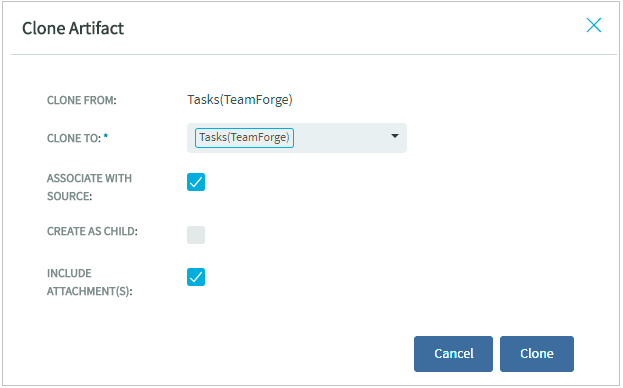 Clone Artifact
CLONE FROM: Tasks(TeamForge)
CLONE TO: * Tasks(TeamForge)
ASSOCIATE WITH
SOURCE:
CREATE AS CHILD:
INCLUDE
ATTACHMENT(S):
Cancel Clone